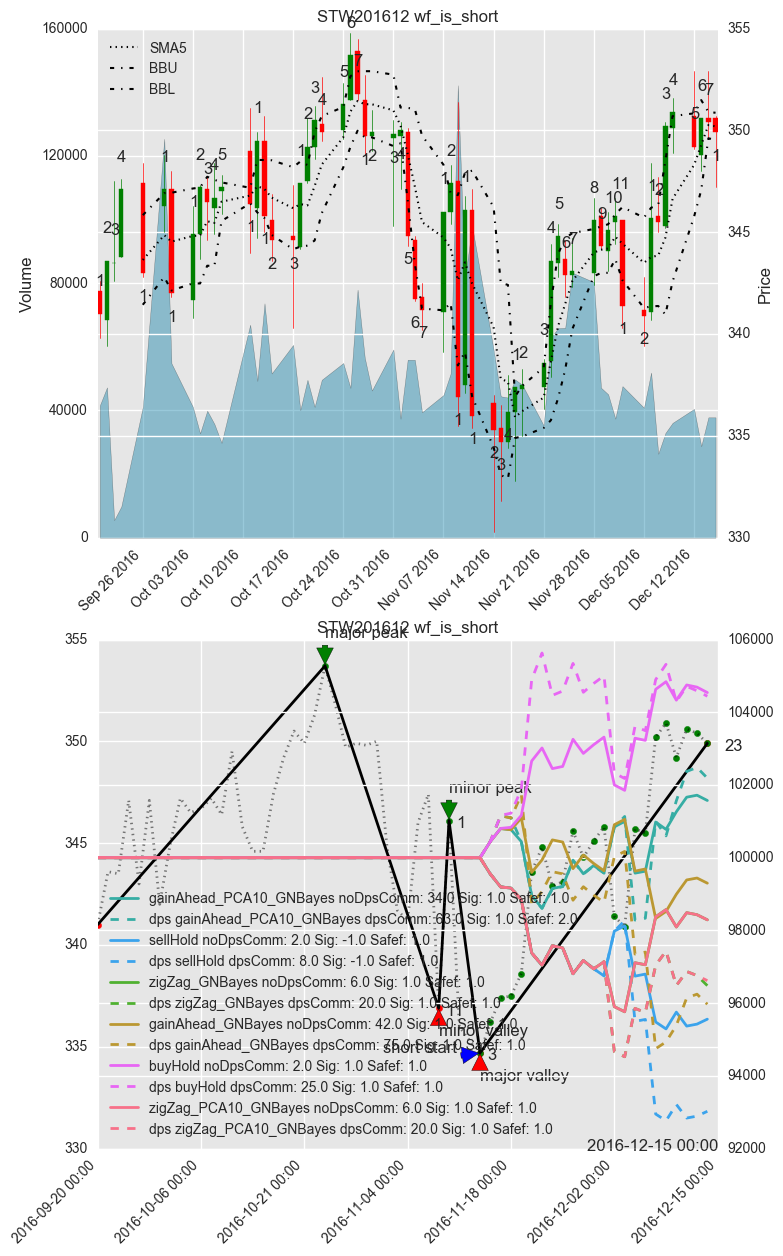 STW201612 wf_is_short
SMA5
BBU
BBL
Volume
160000
120000
80000
40000
0
Price
355
350
345
340
335
330
Sep 26 2016
Oct 03 2016
Oct 10 2016
Oct 17 2016
Oct 24 2016
Oct 31 2016
Nov 07 2016
Nov 14 2016
Nov 21 2016
Nov 28 2016
Dec 05 2016
Dec 12 2016
STW201612 wf_is_short
major peak
minor peak
1
23
11
minor valley
short start
3
major valley
355
350
345
340
335
330
106000
104000
102000
100000
98000
96000
94000
92000
gainAhead_PCA10_GNBayes noDpsComm: 34.0 Sig: 1.0 Safef: 1.0
dps gainAhead_PCA10_GNBayes dpsComm: 63.0 Sig: 1.0 Safef: 2.0
sellHold noDpsComm: 2.0 Sig: -1.0 Safef: 1.0
dps sellHold dpsComm: 8.0 Sig: -1.0 Safef: 1.0
zigZag_GNBayes noDpsComm: 6.0 Sig: 1.0 Safef: 1.0
dps zigZag_GNBayes dpsComm: 20.0 Sig: 1.0 Safef: 1.0
gainAhead_GNBayes noDpsComm: 42.0 Sig: 1.0 Safef: 1.0
dps gainAhead_GNBayes dpsComm: 75.0 Sig: 1.0 Safef: 1.0
buyHold noDpsComm: 2.0 Sig: 1.0 Safef: 1.0
dps buyHold dpsComm: 25.0 Sig: 1.0 Safef: 1.0
zigZag_PCA10_GNBayes noDpsComm: 6.0 Sig: 1.0 Safef: 1.0
dps zigZag_PCA10_GNBayes dpsComm: 20.0 Sig: 1.0 Safef: 1.0
2016-12-15 00:00
2016-09-20 00:00
2016-10-06 00:00
2016-10-21 00:00
2016-11-04 00:00
2016-11-18 00:00
2016-12-02 00:00
2016-12-15 00:00